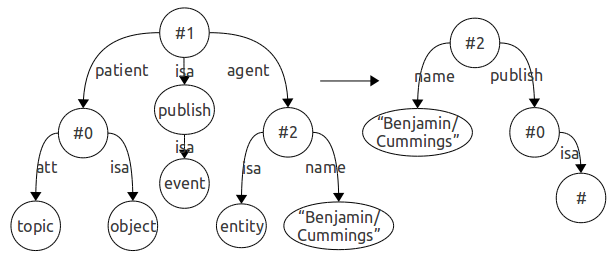 #1
#2
patient
isa
agent
name
publish
publish
"Benjamin/
Cummings"
#0
#0
#2
isa
isa
att
isa
isa
name
event
#
topic
object
entity
"Benjamin/
Cummings"